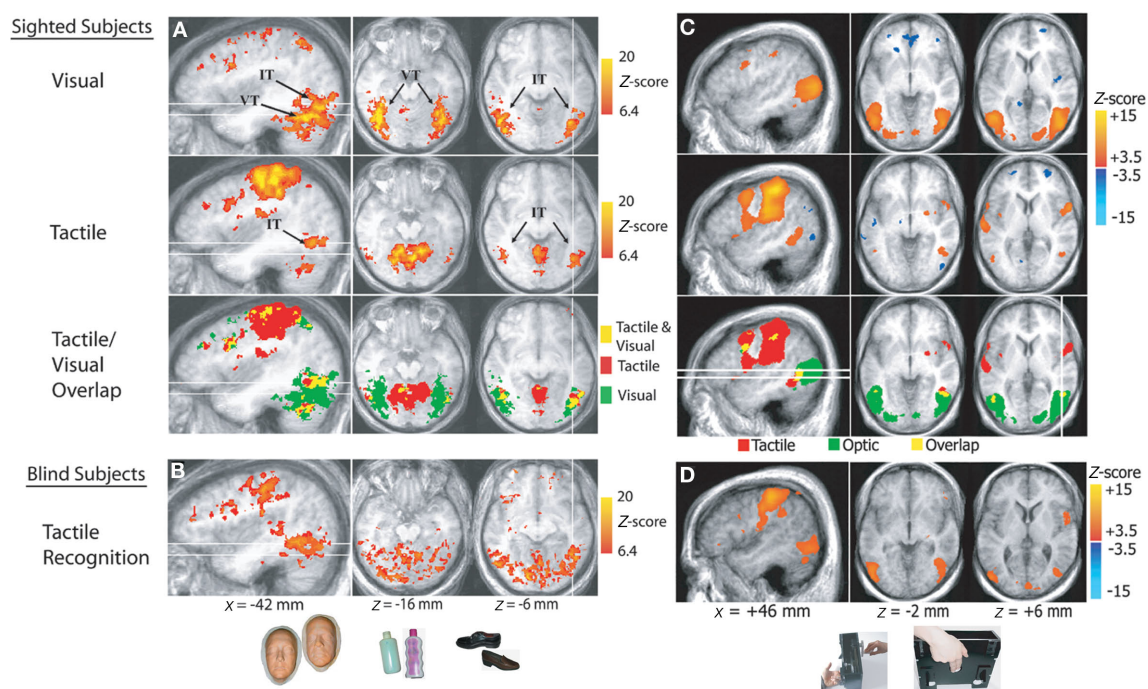 Sighted Subjects
Visual
Tactile
Tactile/
Visual
Overlap
Blind Subjects
Tactile
Recognition
A
IT
VT
VT
IT
20
Z-score
6.4
IT
IT
20
Z-score
6.4
Tactile &
Visual
Tactile
Visual
B
20
Z-score
6.4
x = -42 mm
z = -16 mm
z = -6 mm
C
Z-score
+15
+3.5
-3.5
-15
Tactile
Optic
Overlap
D
Z-score
+15
+3.5
-3.5
-15
x = +46 mm
z = -2 mm
z = +6 mm